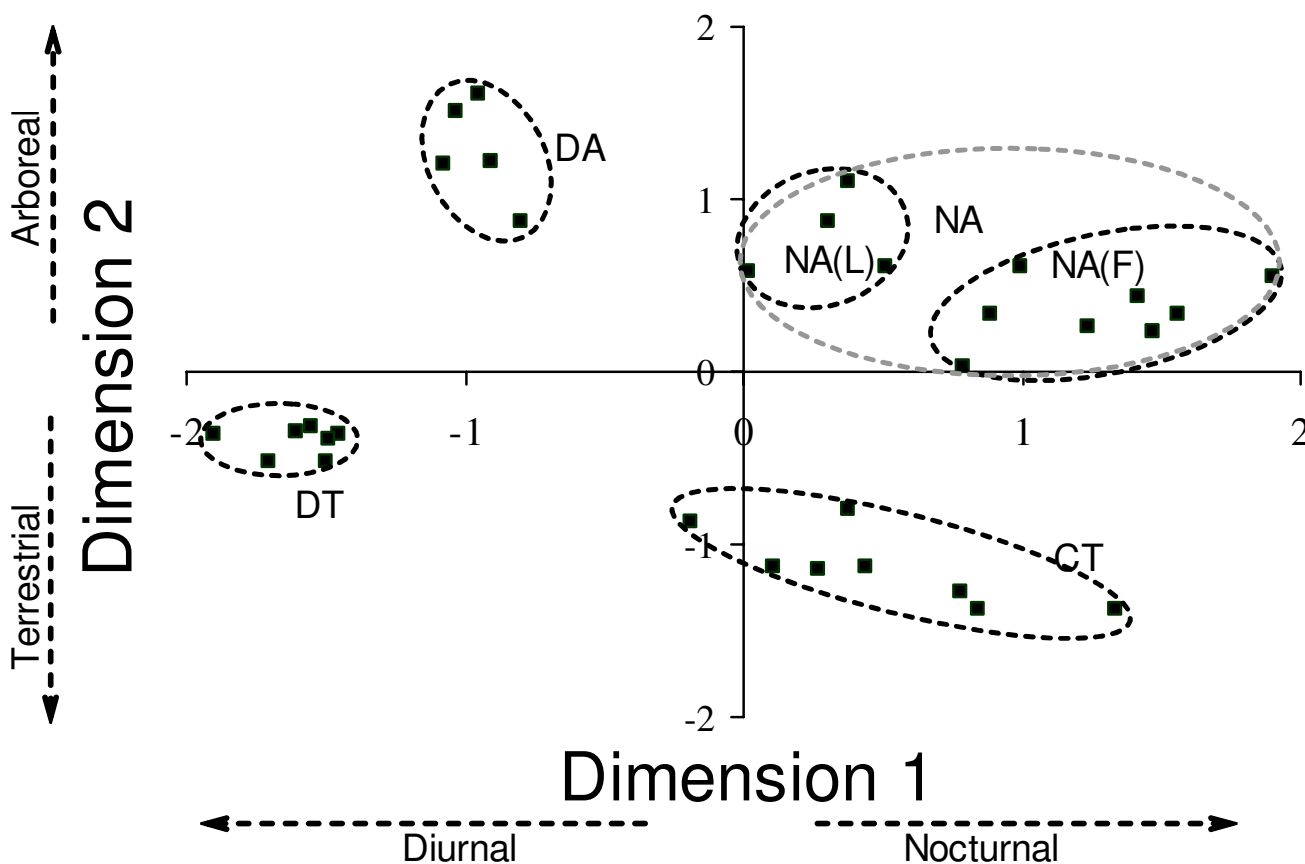 2
Arboreal
DA
1
NA
NA(L)
NA(F)
Dimension 2
0
-2
-1
0
1
2
DT
Terrestrial
-1
CT
-2
Dimension 1
Diurnal
Nocturnal